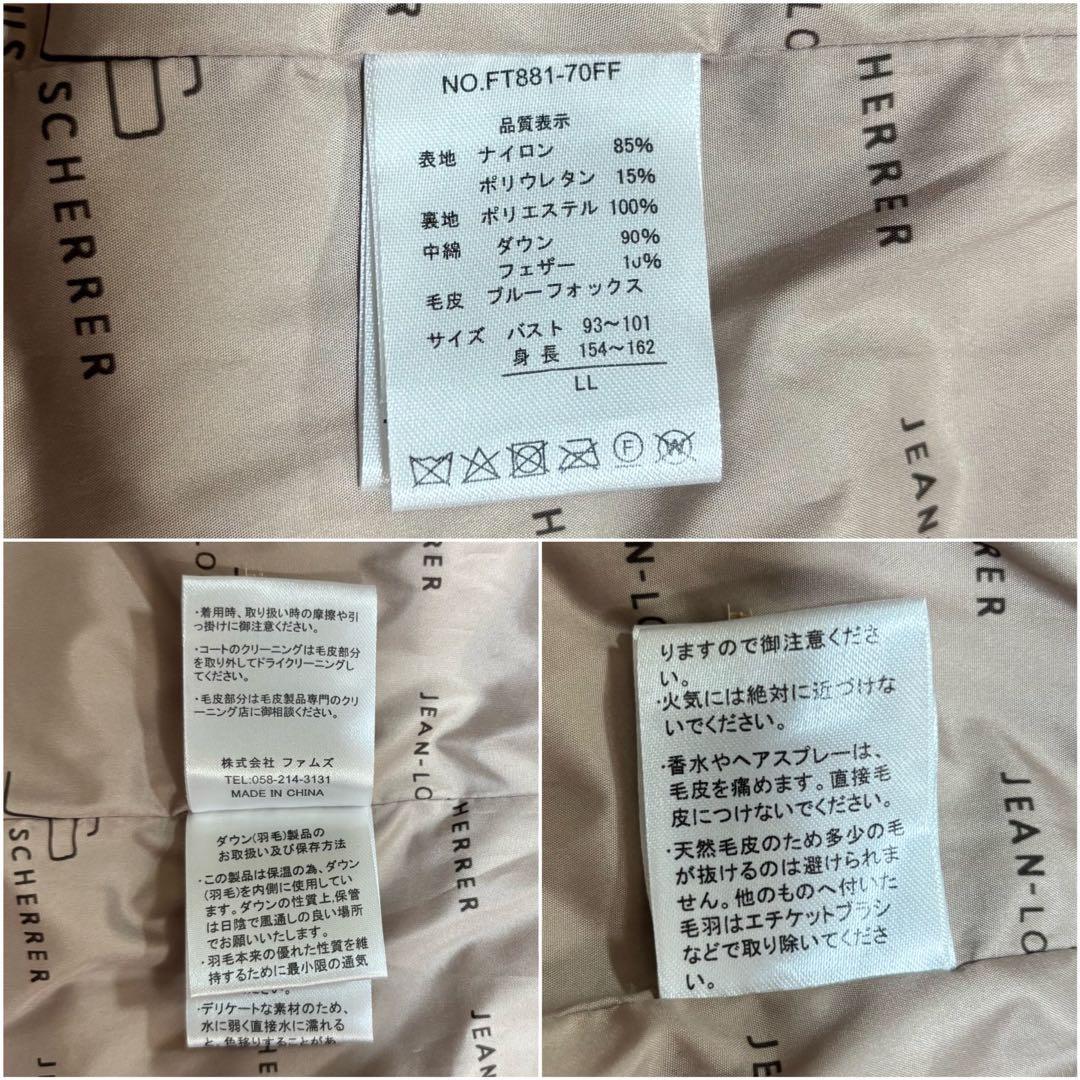 SCHERRER
HERRER
JEAN
H
NO.FT881-70FF
品質表示
表地 ナイロン 85%
ポリウレタン 15%
裏地 ポリエステル 100%
中綿 ダウン 90%
フェザー 10%
毛皮 ブルーフォックス
サイズ バスト 93～101
身長 154～162
LL
F
W
・着用時、取り扱い時の摩擦や引
っ掛けに御注意ください。
・コートのクリーニングは毛皮部分
を取り外してドライクリーニングし
てください。
・毛皮部分は毛皮製品専門のクリ
ーニング店に御相談ください。
株式会社 ファムズ
TEL:058-214-3131
MADE IN CHINA
ダウン(羽毛)製品の
お取扱い及び保存方法
・この製品は保温の為、ダウン
(羽毛)を内側に使用してい
ます。ダウンの性質上,保管
は日陰で風通しの良い場所
でお願いいたします。
・羽毛本来の優れた性質を維
持するために最小限の通気
・デリケートな素材のため、
水に弱く直接水に濡れる
と、色移りすることがあ
RER
JEAN-LO
SCHERRER
HERRER
JEAN
りますので御注意くださ
い。
・火気には絶対に近づけな
いでください。
・香水やヘアスプレーは、
毛皮を痛めます。直接毛
皮につけないでください。
・天然毛皮のため多少の毛
が抜けるのは避けられま
せん。他のものへ付いた
毛羽はエチケットブラシ
などで取り除いてくださ
い。
N-LO
RER
JEAN-LO
SCHERRER